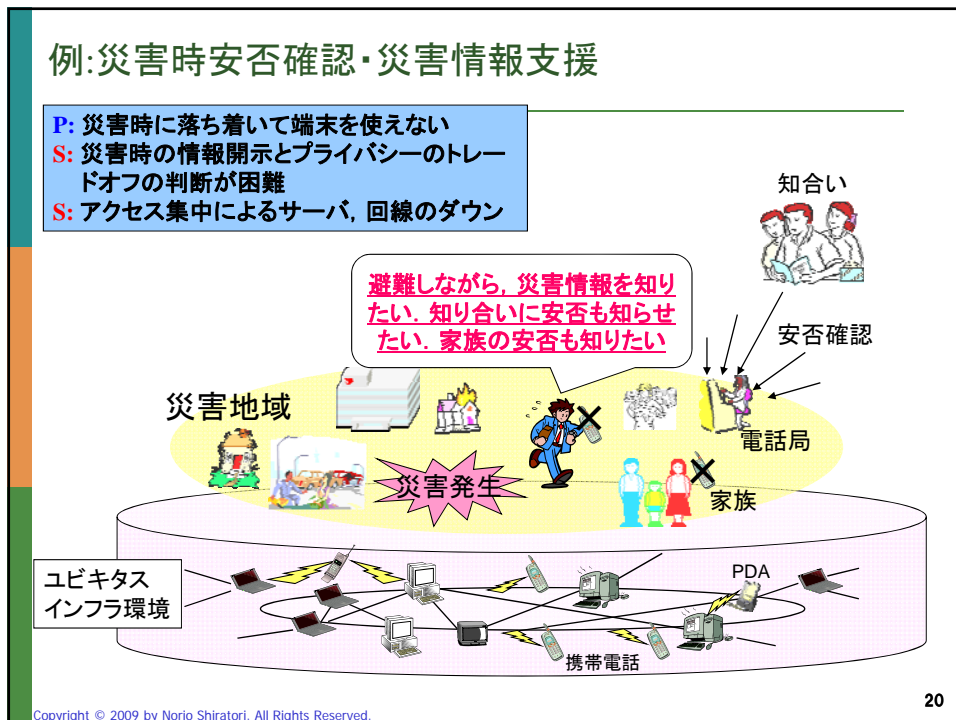 例:災害時安否確認・災害情報支援
P: 災害時に落ち着いて端末を使えない
S: 災害時の情報開示とプライバシーのトレー
ドオフの判断が困難
S: アクセス集中によるサーバ，回線のダウン
知合い
避難しながら，災害情報を知り
たい．知り合いに安否も知らせ
たい．家族の安否も知りたい
安否確認
災害地域
電話局
災害発生
家族
ユビキタス
インフラ環境
PDA
携帯電話
20
Copyright © 2009 by Norio Shiratori. All Rights Reserved.